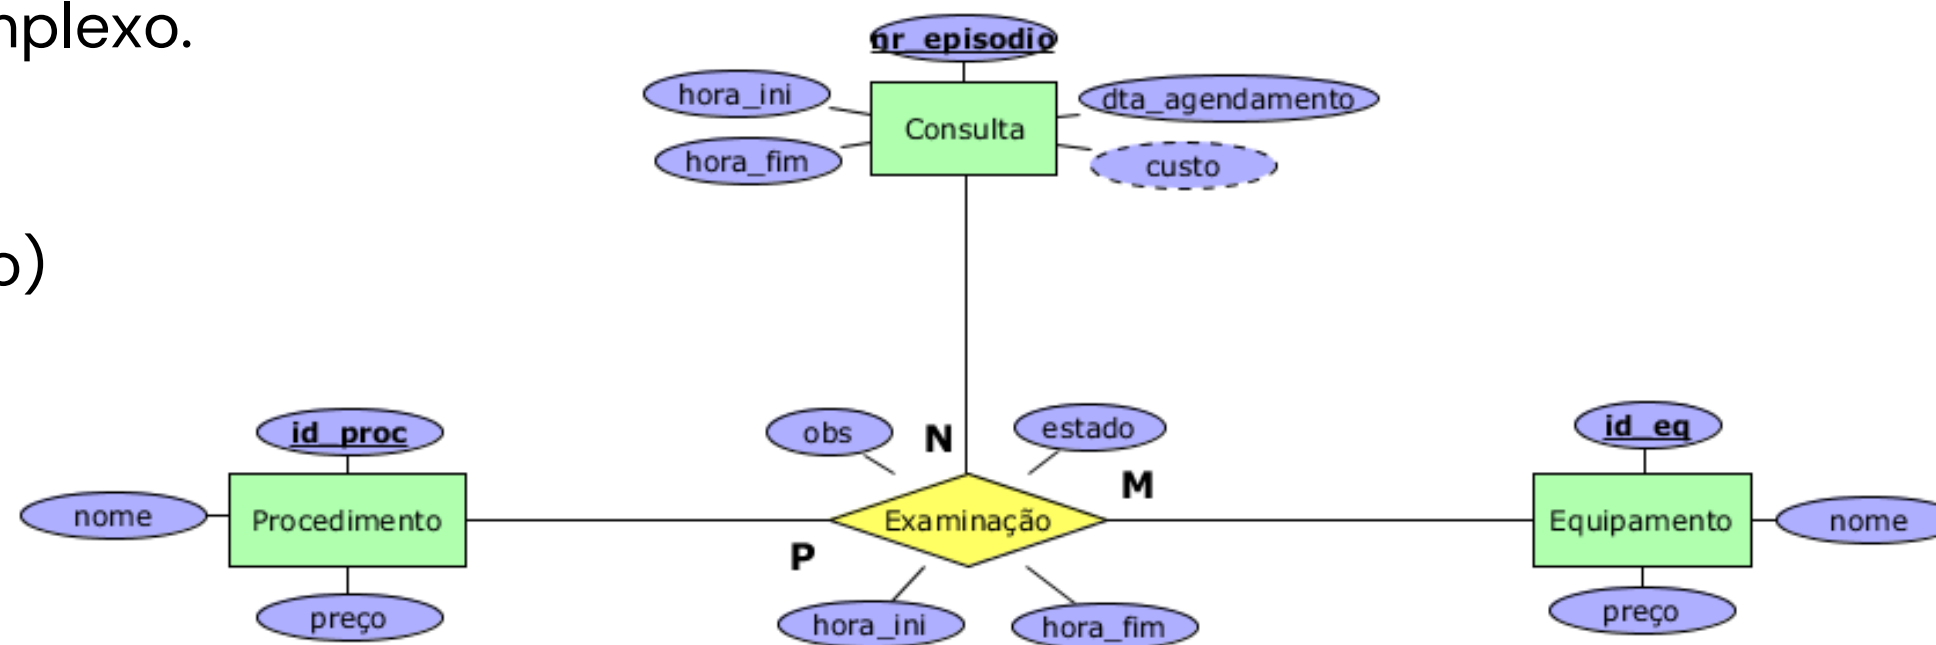 mplexo.
o)
nr_episodio
hora_ini
dta_agendamento
Consulta
hora_fim
custo
id_proc
obs
N
estado
id_eq
M
nome
Procedimento
Examinação
Equipamento
nome
P
preço
hora_ini
hora_fim
preço